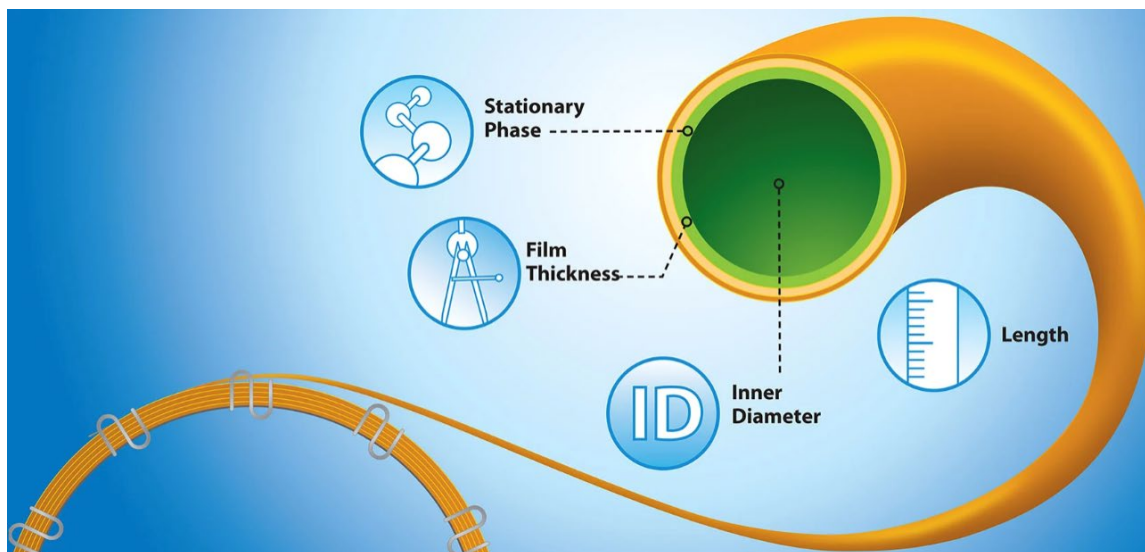 Stationary
Phase
Film
Thickness
Length
ID
Inner
Diameter